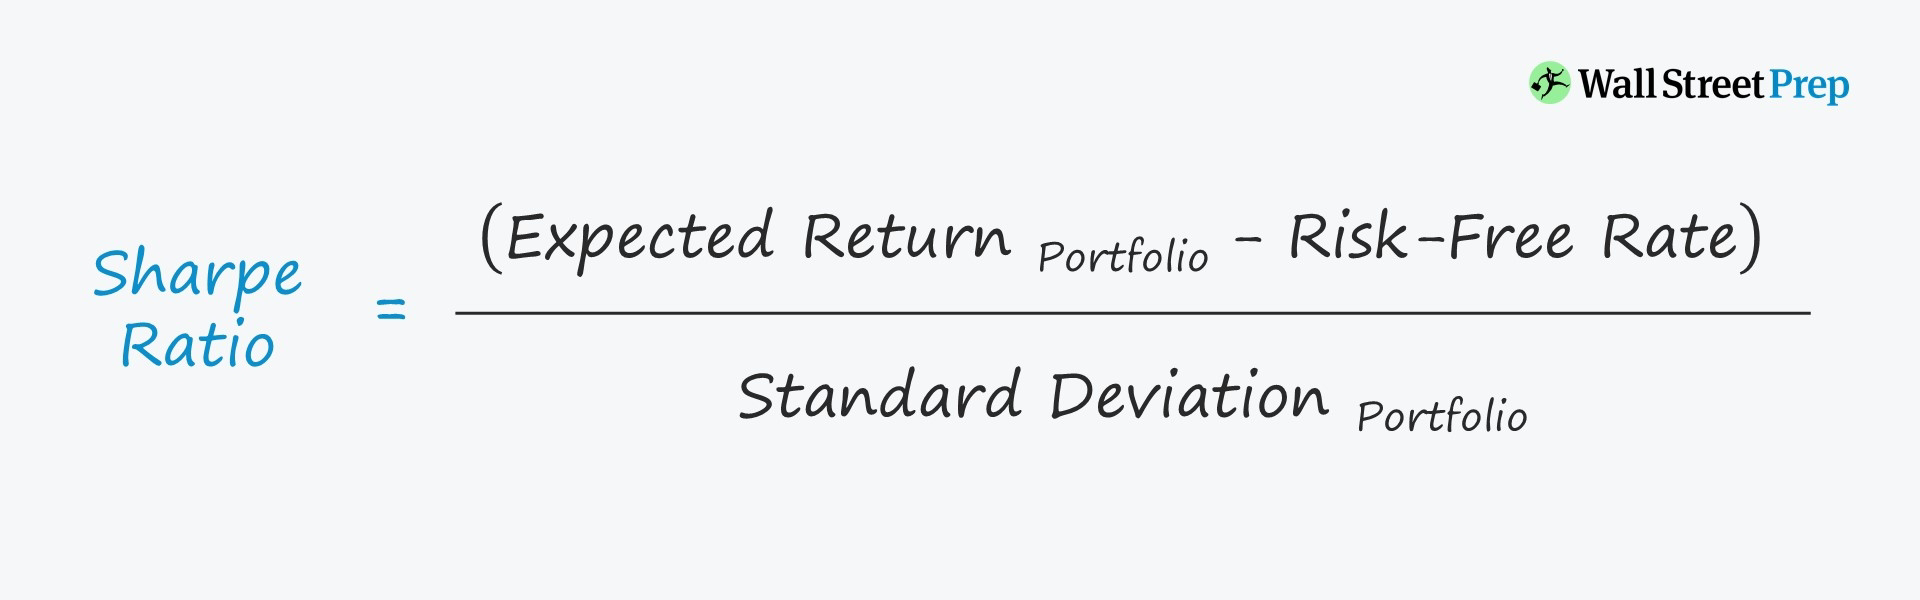 Wall Street Prep
Sharpe
Ratio
=
(Expected Return Portfolio - Risk-Free Rate)
Standard Deviation Portfolio